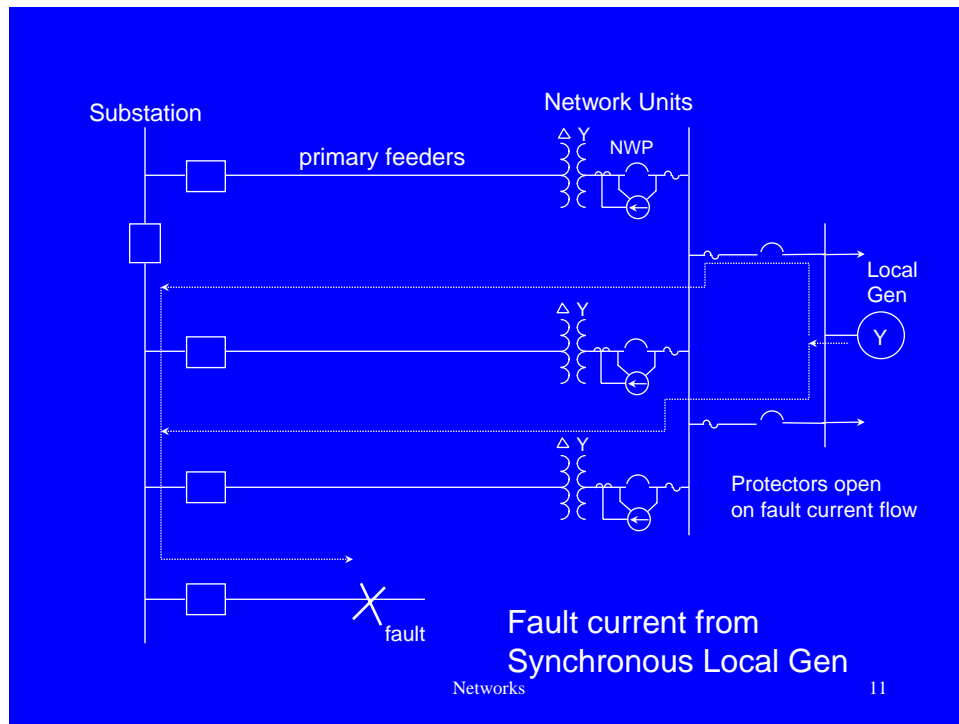 Substation
Network Units
Δ Y
NWP
primary feeders
Local
Gen
Δ Y
Y
Δ Y
Protectors open
on fault current flow
fault
Fault current from
Synchronous Local Gen
Networks
11